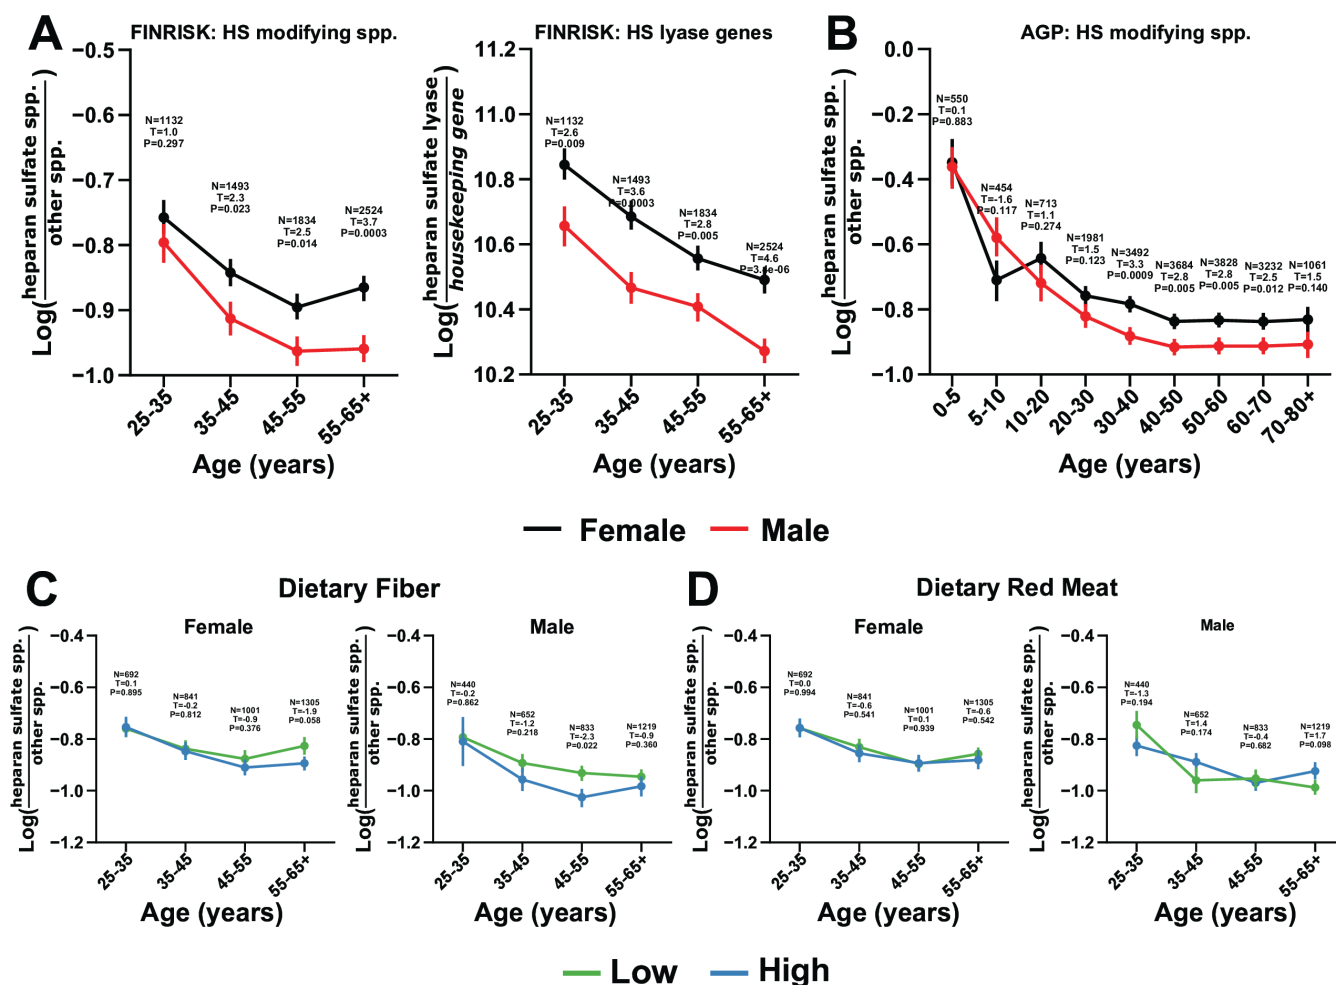 A
FINRISK: HS modifying spp.
Log(heparan sulfate spp. / other spp.)
−0.5
−0.6
−0.7
−0.8
−0.9
−1.0
N=1132
T=1.0
P=0.297
N=1493
T=2.3
P=0.023
N=1834
T=2.5
P=0.014
N=2524
T=3.7
P=0.0003
25-35
35-45
45-55
55-65+
Age (years)
FINRISK: HS lyase genes
Log(heparan sulfate lyase / housekeeping gene)
11.2
11.0
10.8
10.6
10.4
10.2
N=1132
T=2.6
P=0.009
N=1493
T=3.6
P=0.0003
N=1834
T=2.8
P=0.005
N=2524
T=4.6
25-35
35-45
45-55
55-65+
Age (years)
B
AGP: HS modifying spp.
Log(heparan sulfate spp. / other spp.)
0.0
−0.2
−0.4
−0.6
−0.8
−1.0
N=550
T=0.1
P=0.883
N=454
T=-1.6
P=0.117
N=713
T=1.1
P=0.274
N=1981
T=1.5
P=0.123
N=3492
T=3.3
P=0.0009
N=3684
T=2.8
P=0.005
N=3828
T=2.8
P=0.005
N=3232
T=2.5
P=0.012
N=1061
T=1.5
P=0.140
0-5
5-10
10-20
20-30
30-40
40-50
50-60
60-70
70-80+
Age (years)
Female
Male
C
Dietary Fiber
Female
Log(heparan sulfate spp. / other spp.)
−0.4
−0.6
−0.8
−1.0
−1.2
N=692
T=0.1
P=0.895
N=841
T=-0.2
P=0.812
N=1001
T=-0.9
P=0.376
N=1305
T=-1.9
P=0.058
25-35
35-45
45-55
55-65+
Age (years)
Male
Log(heparan sulfate spp. / other spp.)
−0.4
−0.6
−0.8
−1.0
−1.2
N=440
T=-0.2
P=0.862
N=652
T=-1.2
P=0.218
N=833
T=-2.3
P=0.022
N=1219
T=-0.9
P=0.360
25-35
35-45
45-55
55-65+
Age (years)
D
Dietary Red Meat
Female
Log(heparan sulfate spp. / other spp.)
−0.4
−0.6
−0.8
−1.0
−1.2
N=692
T=0.0
P=0.994
N=841
T=-0.6
P=0.541
N=1001
T=0.1
P=0.939
N=1305
T=-0.6
P=0.542
25-35
35-45
45-55
55-65+
Age (years)
Male
Log(heparan sulfate spp. / other spp.)
−0.4
−0.6
−0.8
−1.0
−1.2
N=440
T=-1.3
P=0.194
N=652
T=1.4
P=0.174
N=833
T=-0.4
P=0.682
N=1219
T=1.7
P=0.098
25-35
35-45
45-55
55-65+
Age (years)
Low
High